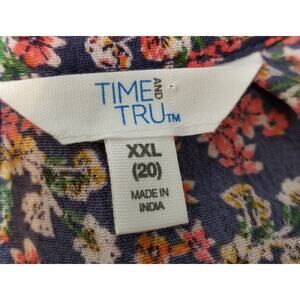 TIME AND
TRU™
XXL
(20)
MADE IN
INDIA